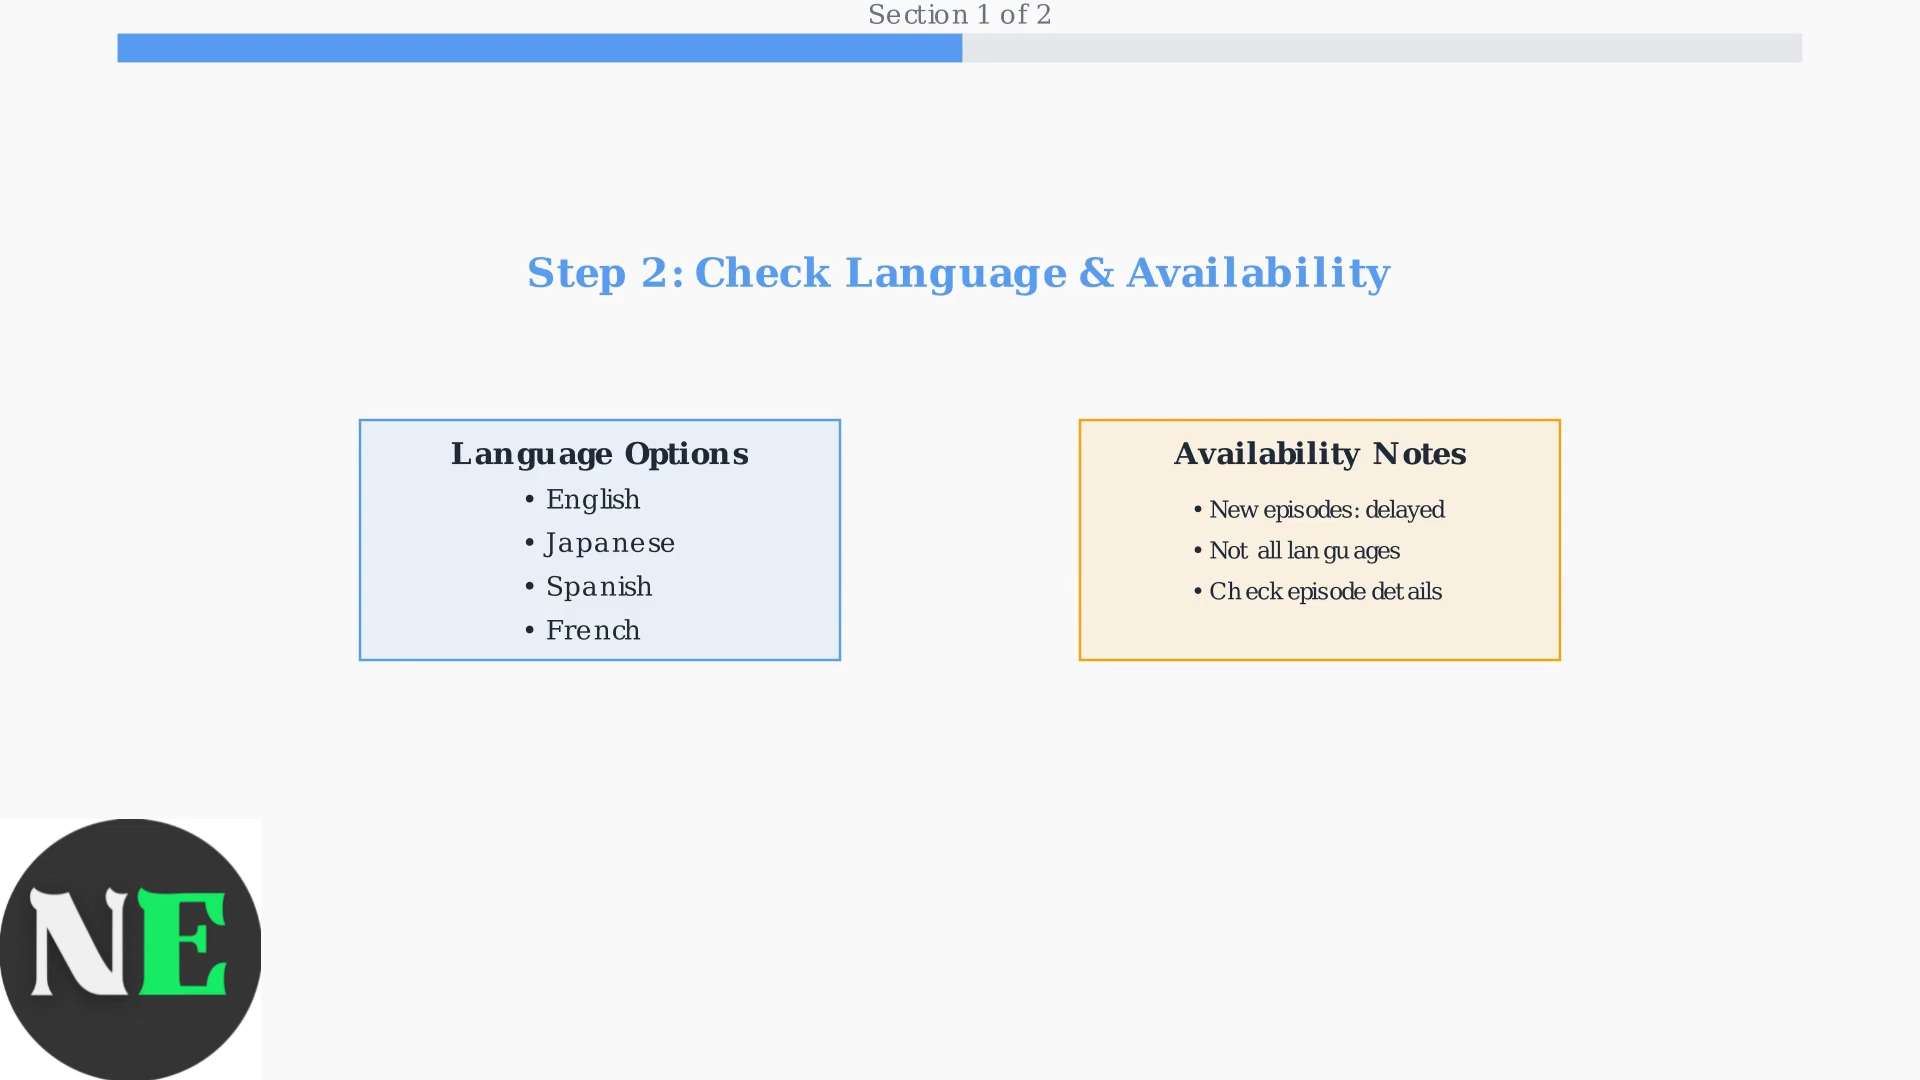 Section 1 of 2
Step 2: Check Language & Availability
Language Options
• English
• Japanese
• Spanish
• French
Availability Notes
• New episodes: delayed
• Not all languages
• Check episode details
NE